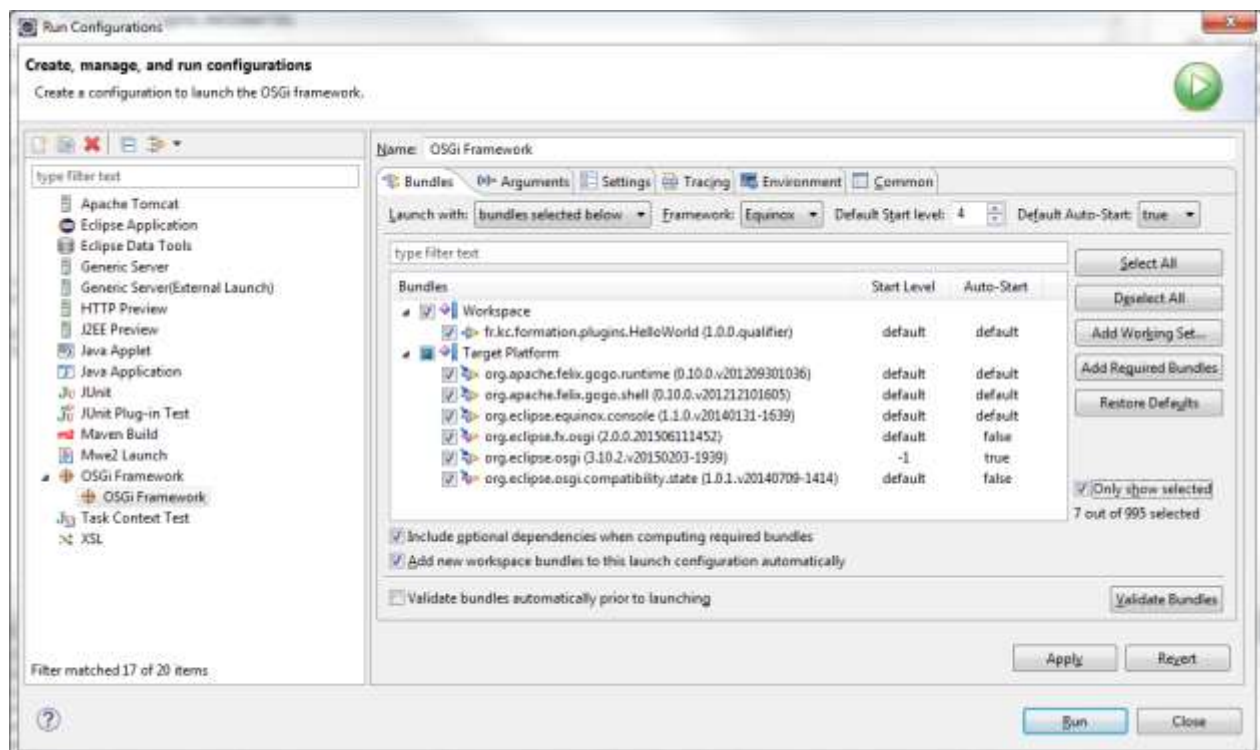 Run Configurations
Create, manage, and run configurations
Create a configuration to launch the OSGi framework.
type filter text
Apache Tomcat
Eclipse Application
Eclipse Data Tools
Generic Server
Generic Server(External Launch)
HTTP Preview
J2EE Preview
Java Applet
Java Application
JUnit
JUnit Plug-in Test
Maven Build
Mwe2 Launch
OSGi Framework
OSGi Framework
Task Context Test
XSL
Filter matched 17 of 20 items
Name: OSGi Framework
Bundles Arguments Settings Tracing Environment Common
Launch with: bundles selected below Framework: Equinox Default Start level: 4 Default Auto-Start: true
type filter text
Bundles Start Level Auto-Start
Workspace
fr.kc.formation.plugins.HelloWorld (1.0.0.qualifier) default default
Target Platform
org.apache.felix.gogo.runtime (0.10.0.v201209301036) default default
org.apache.felix.gogo.shell (0.10.0.v201212101605) default default
org.eclipse.equinox.console (1.1.0.v20140131-1639) default default
org.eclipse.fx.osgi (2.0.0.201506111452) default false
org.eclipse.osgi (3.10.2.v20150203-1939) -1 true
org.eclipse.osgi.compatibility.state (1.0.1.v20140709-1414) default false
Select All
Deselect All
Add Working Set...
Add Required Bundles
Restore Defaults
Only show selected
7 out of 995 selected
Include optional dependencies when computing required bundles
Add new workspace bundles to this launch configuration automatically
Validate bundles automatically prior to launching
Validate Bundles
Apply Revert
Run Close